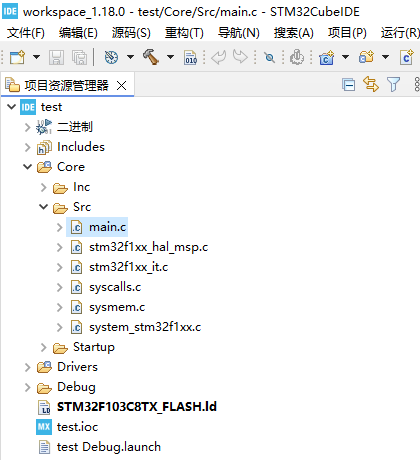 IDE workspace_1.18.0 - test/Core/Src/main.c - STM32CubeIDE
文件(F) 编辑(E) 源码(S) 重构(T) 导航(N) 搜索(A) 项目(P) 运行(R)
010
项目资源管理器
IDE test
二进制
Includes
Core
Inc
Src
.c main.c
.c stm32f1xx_hal_msp.c
.c stm32f1xx_it.c
.c syscalls.c
.c sysmem.c
.c system_stm32f1xx.c
Startup
Drivers
Debug
LD STM32F103C8TX_FLASH.ld
MX test.ioc
test Debug.launch